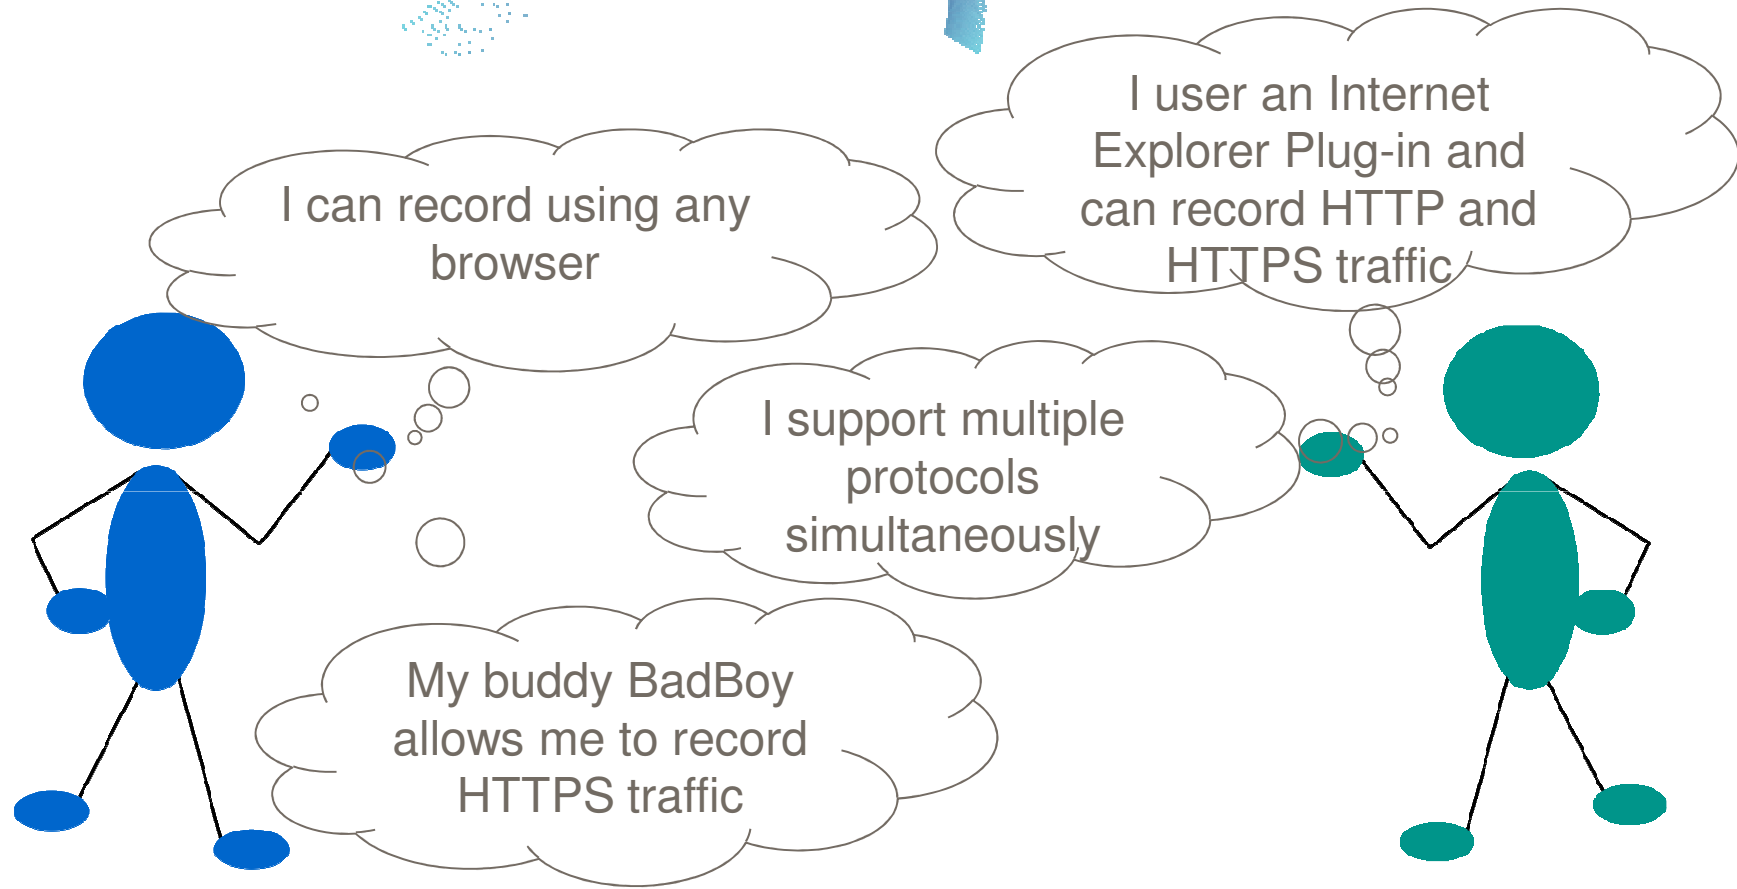 I can record using any
browser
I user an Internet
Explorer Plug-in and
can record HTTP and
HTTPS traffic
I support multiple
protocols
simultaneously
My buddy BadBoy
allows me to record
HTTPS traffic